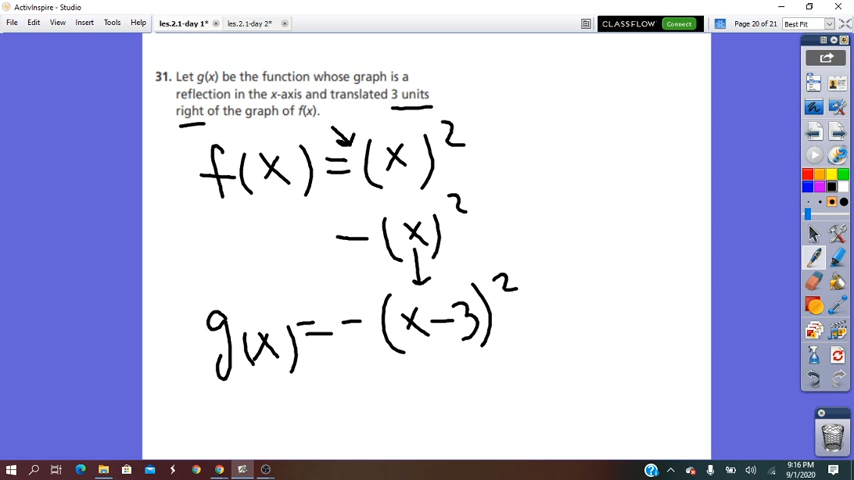 ActivInspire - Studio
File Edit View Insert Tools Help
les.2.1-day 1*
les.2.1-day 2*
CLASSFLOW Connect
Page 20 of 21
Best Fit
31. Let g(x) be the function whose graph is a
reflection in the x-axis and translated 3 units
right of the graph of f(x).
f(x) = (x)²
-(x)²
g(x) = -(x-3)²
9:16 PM
9/1/2020